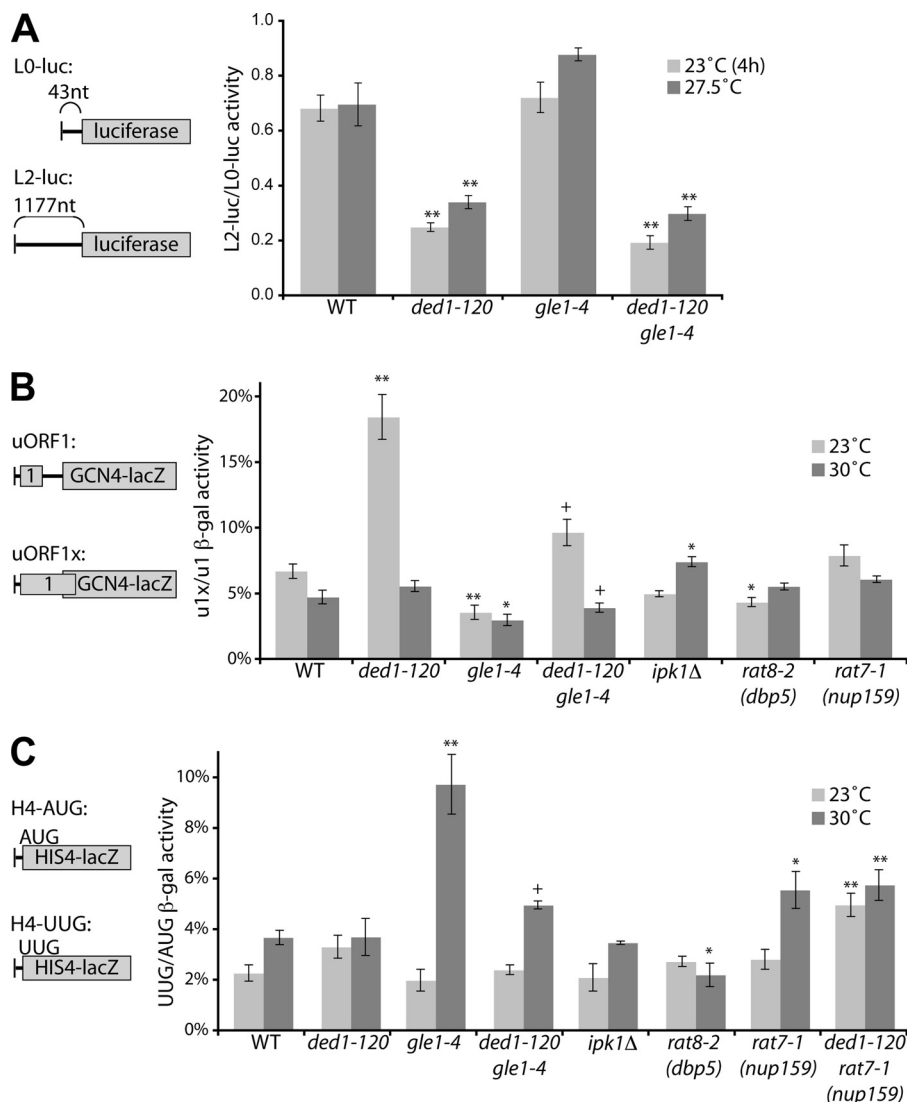 A
L0-luc:
43nt
luciferase
L2-luc:
1177nt
luciferase
L2-luc/L0-luc activity
1.0
0.8
0.6
0.4
0.2
0.0
23˚C (4h)
27.5˚C
** ** ** **
WT ded1-120 gle1-4 ded1-120
gle1-4
B
uORF1:
1 GCN4-lacZ
uORF1x:
1 GCN4-lacZ
u1x/u1 β-gal activity
20%
15%
10%
5%
0%
23˚C
30˚C
** ** * + + * *
WT ded1-120 gle1-4 ded1-120 ipk1Δ rat8-2 rat7-1
gle1-4 (dbp5) (nup159)
C
H4-AUG:
AUG
HIS4-lacZ
H4-UUG:
UUG
HIS4-lacZ
UUG/AUG β-gal activity
10%
8%
6%
4%
2%
0%
23˚C
30˚C
** + * * ** **
WT ded1-120 gle1-4 ded1-120 ipk1Δ rat8-2 rat7-1 ded1-120
gle1-4 (dbp5) (nup159) rat7-1
(nup159)